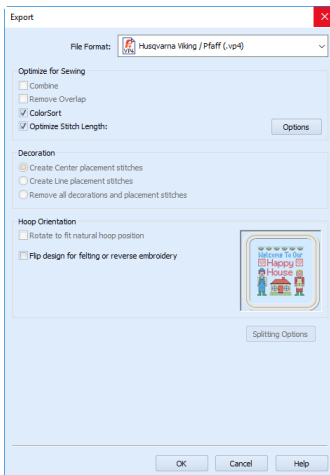 Export
File Format: VP4 Husqvarna Viking / Pfaff (.vp4)
Optimize for Sewing
Combine
Remove Overlap
ColorSort
Optimize Stitch Length: Options
Decoration
Create Center placement stitches
Create Line placement stitches
Remove all decorations and placement stitches
Hoop Orientation
Rotate to fit natural hoop position
Flip design for felting or reverse embroidery
Welcome To Our
Happy
House
Splitting Options
OK Cancel Help